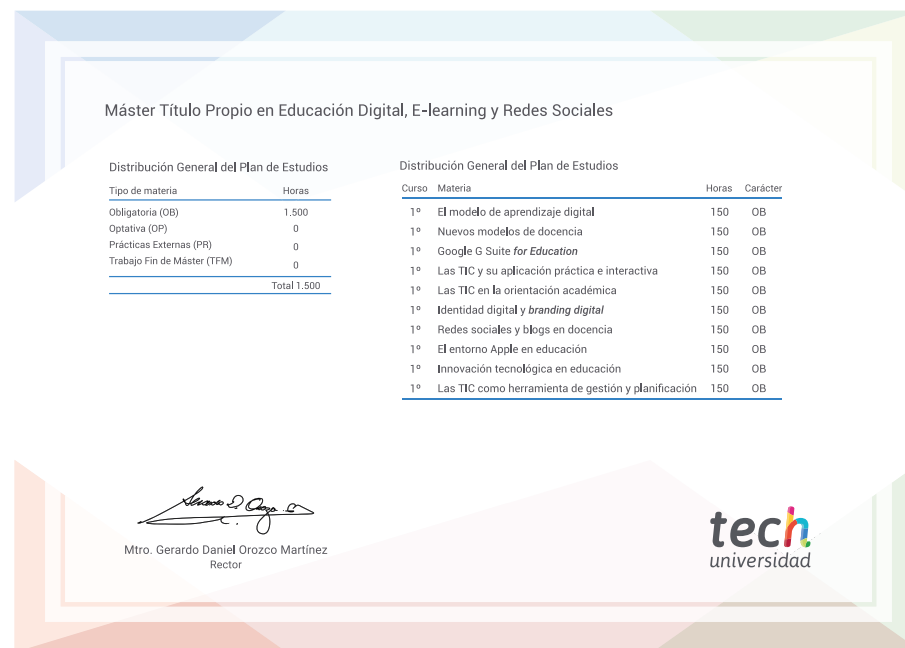 Máster Título Propio en Educación Digital, E-learning y Redes Sociales
Distribución General del Plan de Estudios
Tipo de materia Horas
Obligatoria (OB) 1.500
Optativa (OP) 0
Prácticas Externas (PR) 0
Trabajo Fin de Máster (TFM) 0
Total 1.500
Distribución General del Plan de Estudios
Curso Materia Horas Carácter
1º El modelo de aprendizaje digital 150 OB
1º Nuevos modelos de docencia 150 OB
1º Google G Suite for Education 150 OB
1º Las TIC y su aplicación práctica e interactiva 150 OB
1º Las TIC en la orientación académica 150 OB
1º Identidad digital y branding digital 150 OB
1º Redes sociales y blogs en docencia 150 OB
1º El entorno Apple en educación 150 OB
1º Innovación tecnológica en educación 150 OB
1º Las TIC como herramienta de gestión y planificación 150 OB
Mtro. Gerardo Daniel Orozco Martínez
Rector
tech
universidad